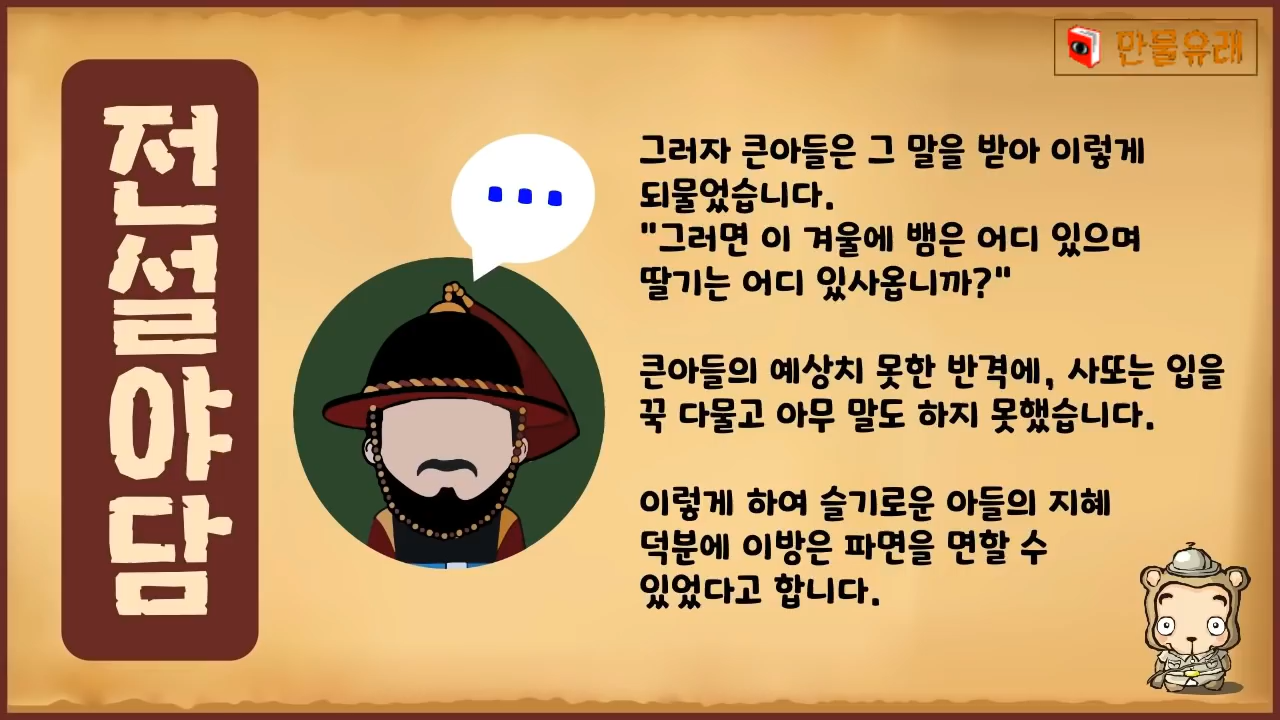 만물유래
전설야담
그러자 큰아들은 그 말을 받아 이렇게
되물었습니다.
"그러면 이 겨울에 뱀은 어디 있으며
딸기는 어디 있사옵니까?"
큰아들의 예상치 못한 반격에, 사또는 입을
꾹 다물고 아무 말도 하지 못했습니다.
이렇게 하여 슬기로운 아들의 지혜
덕분에 이방은 파면을 면할 수
있었다고 합니다.